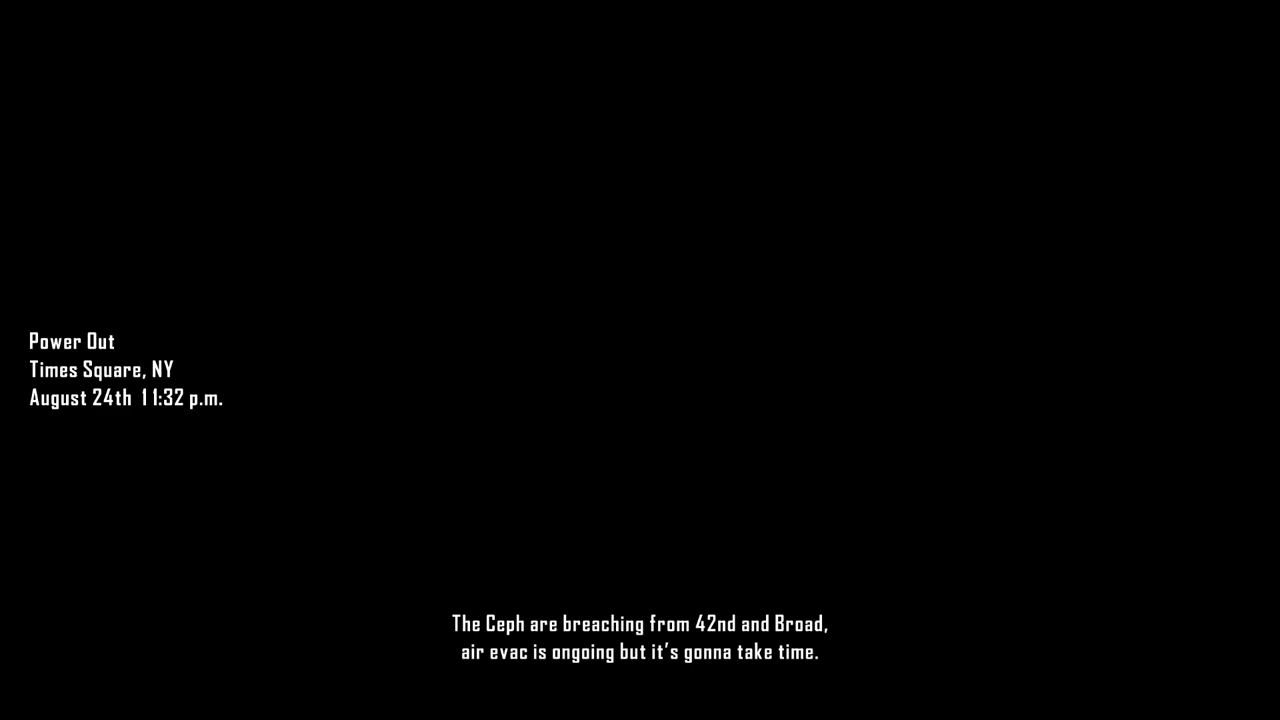 Power Out
Times Square, NY
August 24th 11:32 p.m.
The Ceph are breaching from 42nd and Broad,
air evac is ongoing but it's gonna take time.